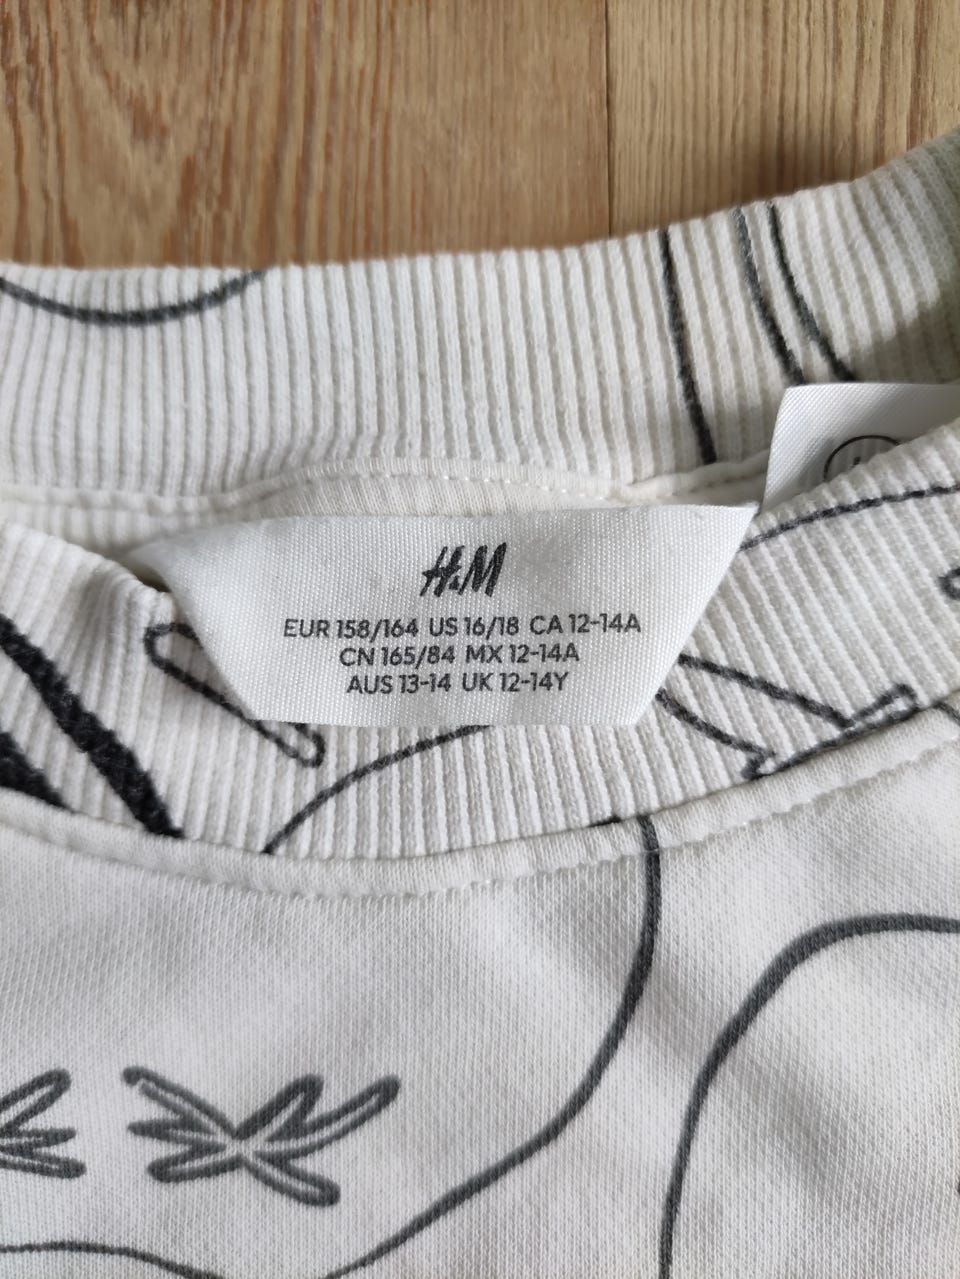 H&M
EUR 158/164 US 16/18 CA 12-14A
CN 165/84 MX 12-14A
AUS 13-14 UK 12-14Y